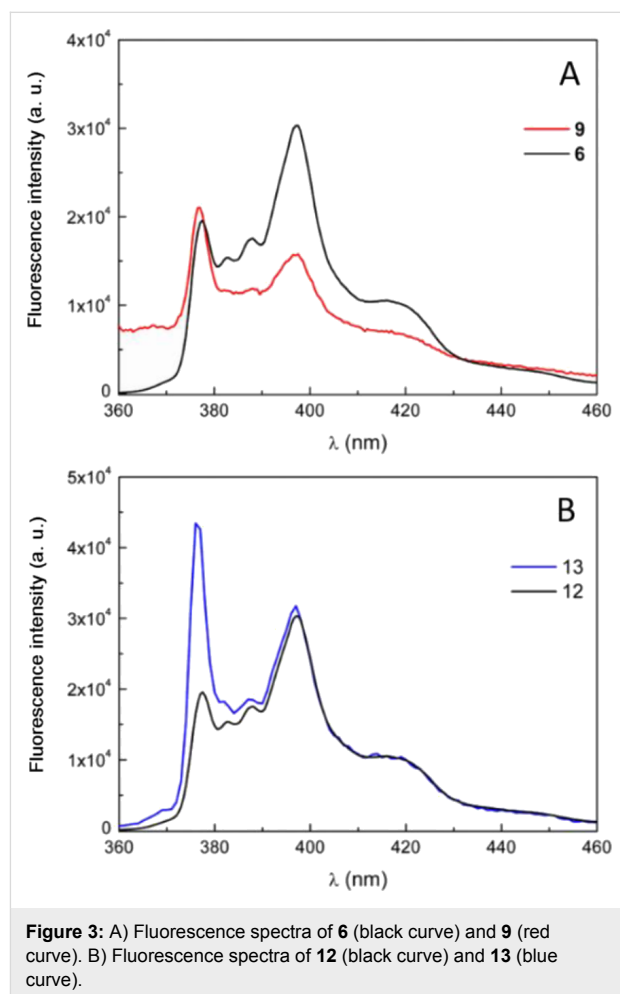 4x10⁴
3x10⁴
2x10⁴
1x10⁴
0
Fluorescence intensity (a. u.)
A
9
6
360 380 400 420 440 460
λ (nm)
5x10⁴
4x10⁴
3x10⁴
2x10⁴
1x10⁴
0
Fluorescence intensity (a. u.)
B
13
12
360 380 400 420 440 460
λ (nm)
Figure 3: A) Fluorescence spectra of 6 (black curve) and 9 (red
curve). B) Fluorescence spectra of 12 (black curve) and 13 (blue
curve).